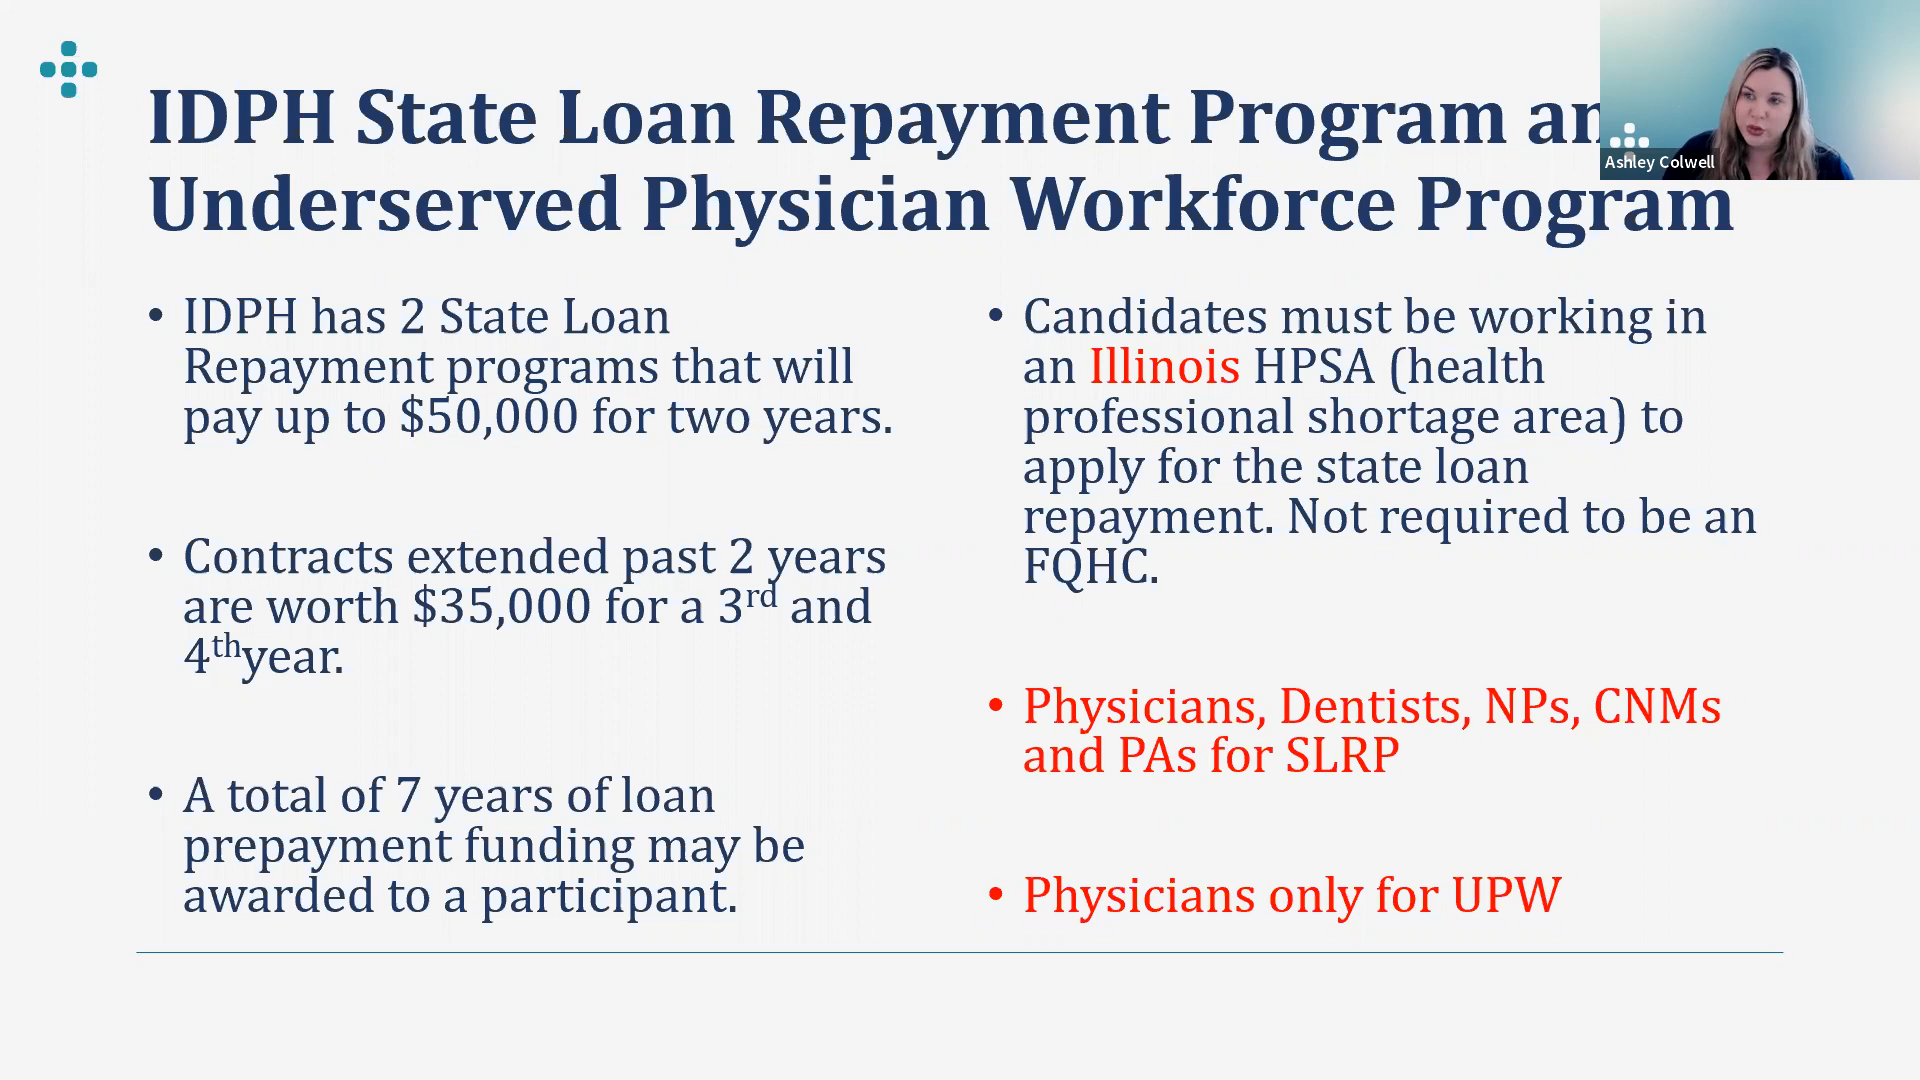 IDPH State Loan Repayment Program an
Underserved Physician Workforce Program
Ashley Colwell
• IDPH has 2 State Loan
Repayment programs that will
pay up to $50,000 for two years.
• Contracts extended past 2 years
are worth $35,000 for a 3rd and
4thyear.
• A total of 7 years of loan
prepayment funding may be
awarded to a participant.
• Candidates must be working in
an Illinois HPSA (health
professional shortage area) to
apply for the state loan
repayment. Not required to be an
FQHC.
• Physicians, Dentists, NPs, CNMs
and PAs for SLRP
• Physicians only for UPW